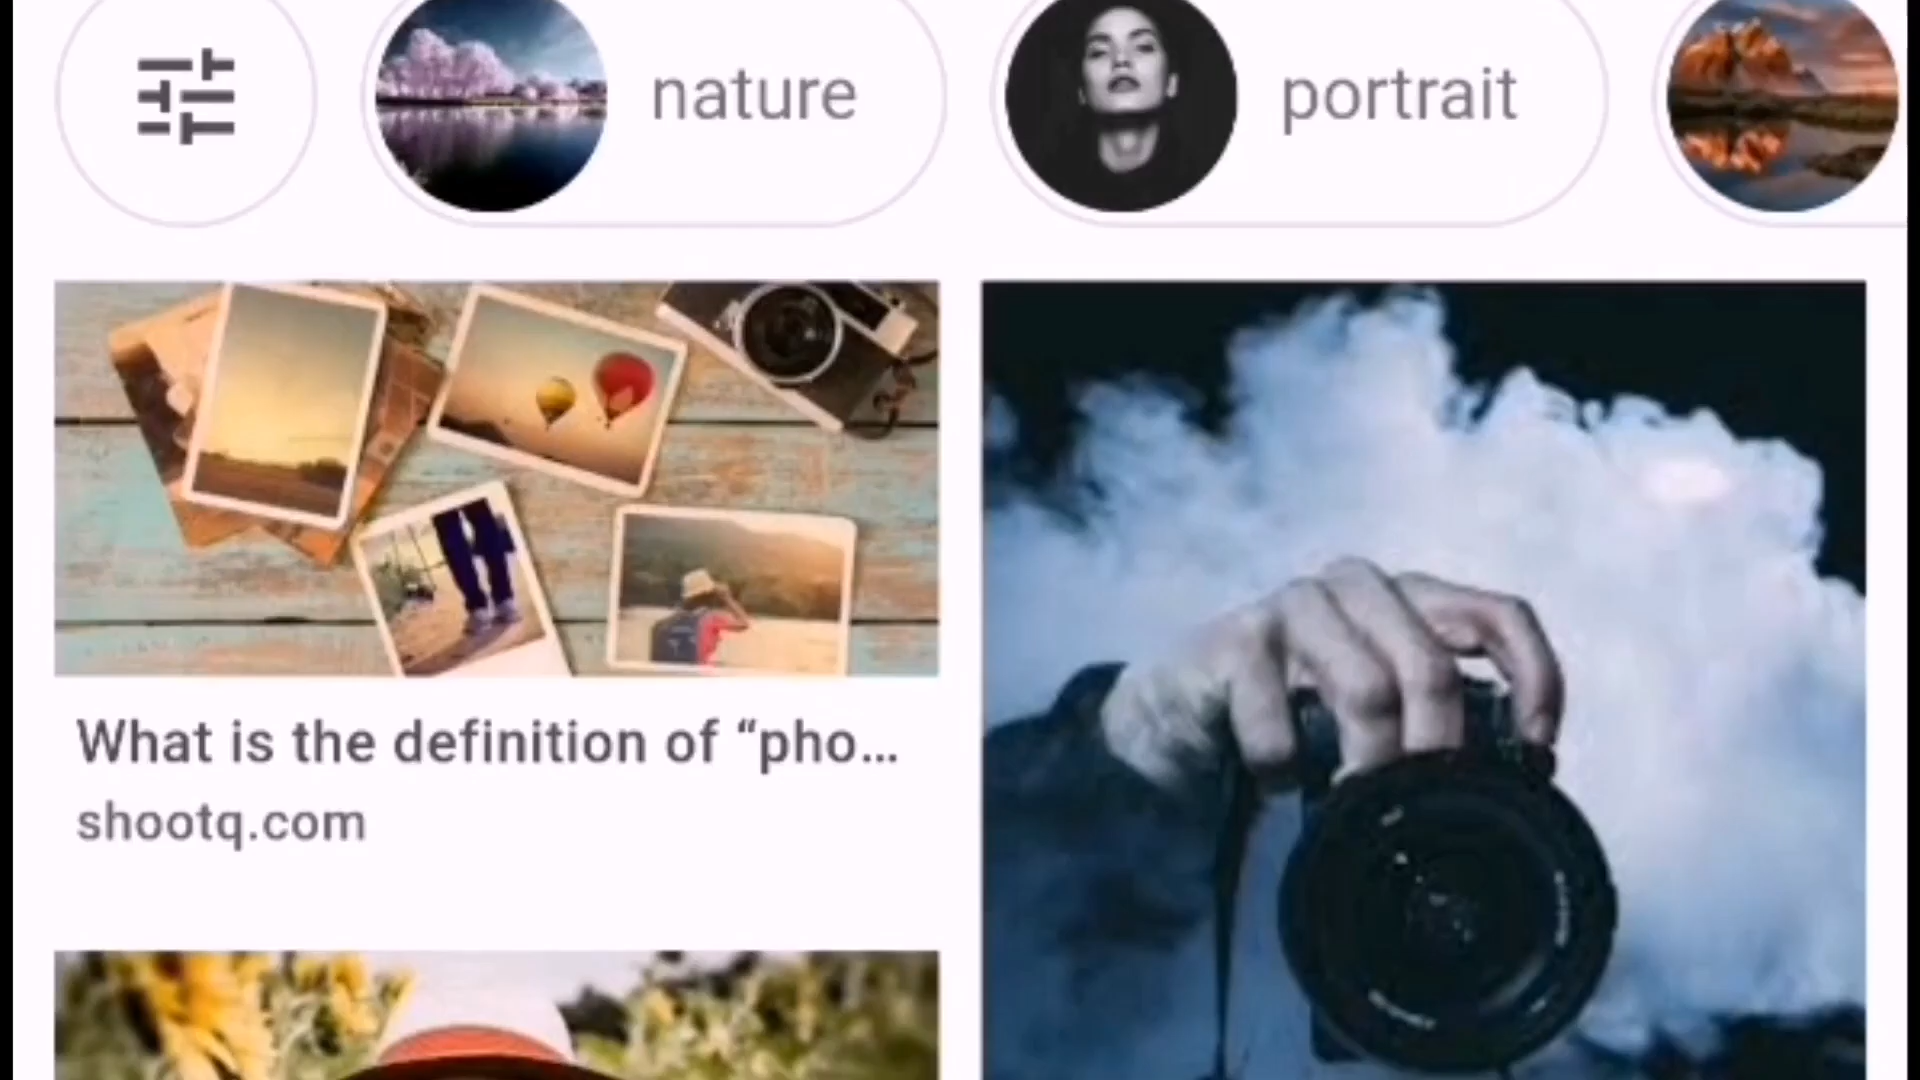 nature
portrait
What is the definition of “pho...
shootq.com